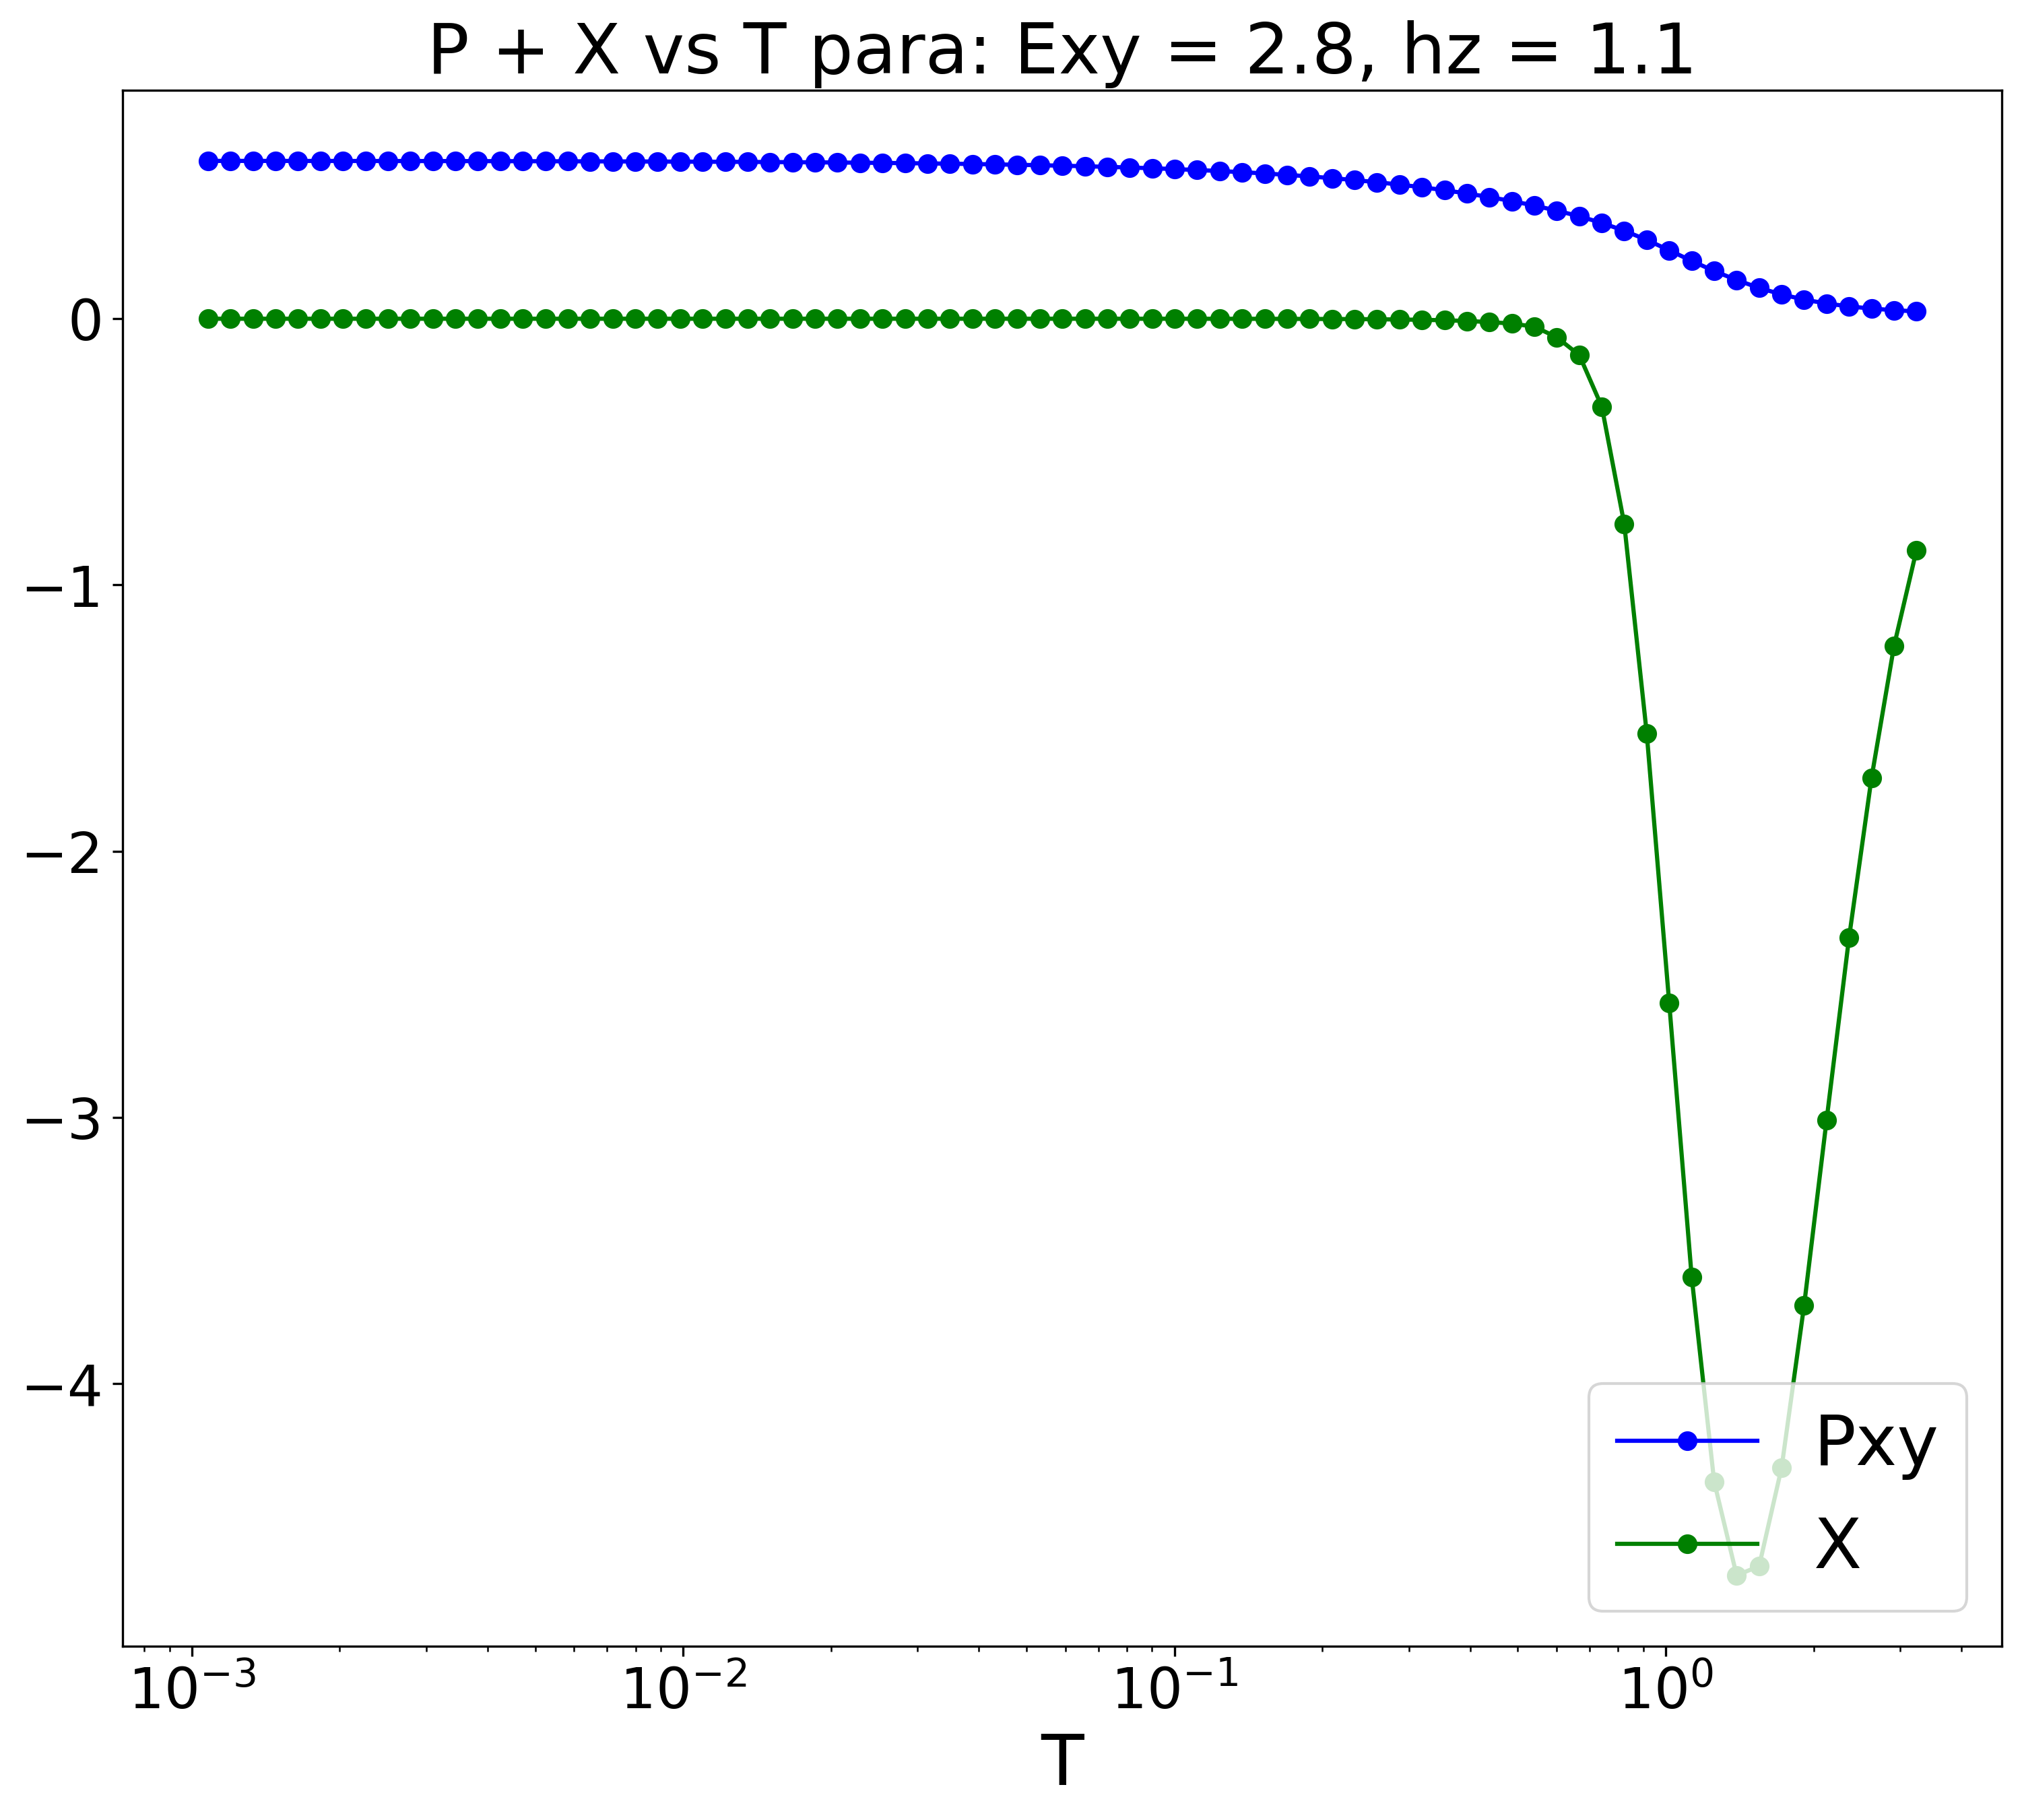 P + X vs T para: Exy = 2.8, hz = 1.1
0
−1
−2
−3
−4
Pxy
X
10⁻³ 10⁻² 10⁻¹ 10⁰
T